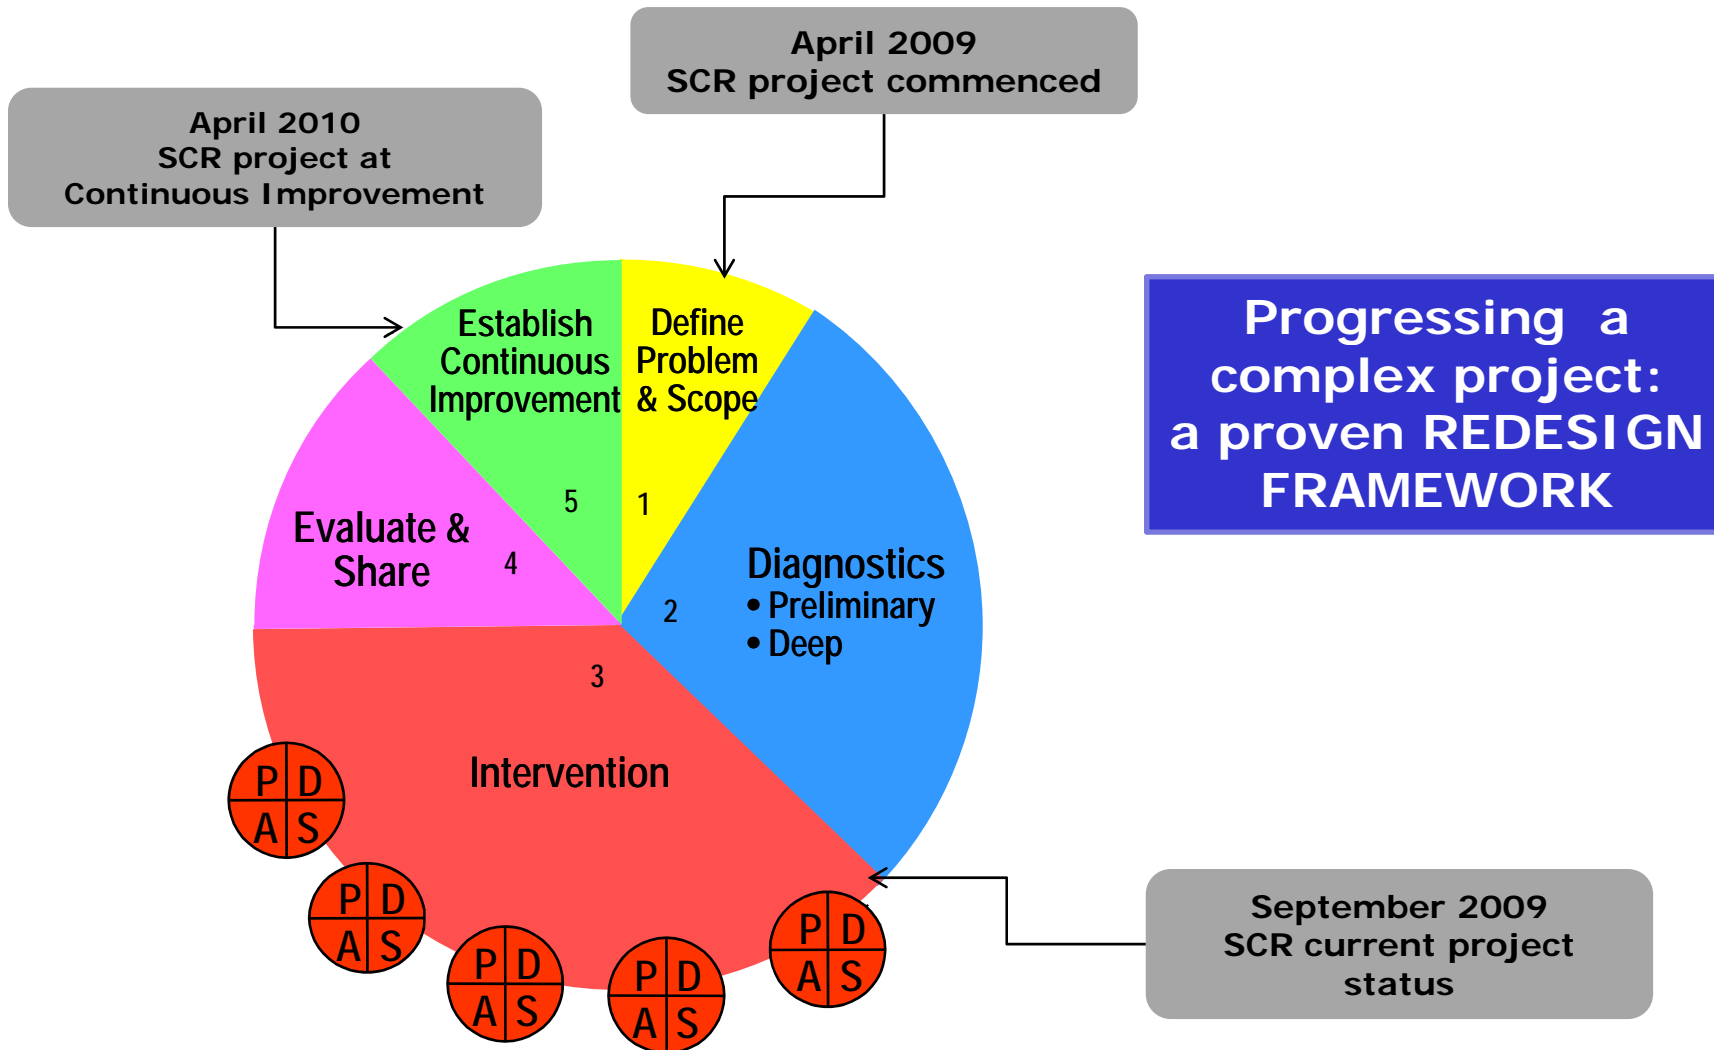 April 2009
SCR project commenced
April 2010
SCR project at
Continuous Improvement
Progressing a
complex project:
a proven REDESIGN
FRAMEWORK
Establish
Continuous
Improvement
5
Define
Problem
& Scope
1
Evaluate &
Share
4
Diagnostics
• Preliminary
• Deep
2
3
Intervention
P D
A S
P D
A S
P D
A S
P D
A S
P D
A S
September 2009
SCR current project
status